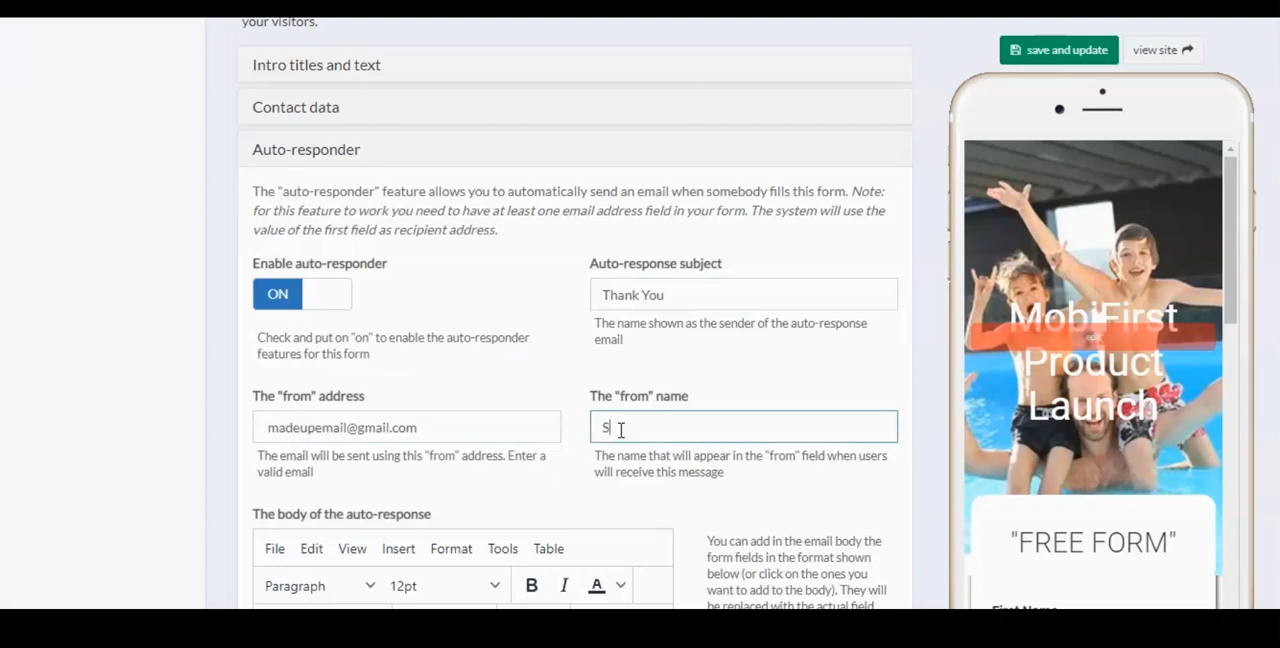 your visitors.
save and update
view site
Intro titles and text
Contact data
Auto-responder
The "auto-responder" feature allows you to automatically send an email when somebody fills this form. Note:
for this feature to work you need to have at least one email address field in your form. The system will use the
value of the first field as recipient address.
Enable auto-responder
Auto-response subject
ON
Thank You
Check and put on "on" to enable the auto-responder
features for this form
The name shown as the sender of the auto-response
email
The "from" address
The "from" name
madeupemail@gmail.com
S
The email will be sent using this "from" address. Enter a
valid email
The name that will appear in the "from" field when users
will receive this message
The body of the auto-response
File Edit View Insert Format Tools Table
Paragraph 12pt B I A
You can add in the email body the
form fields in the format shown
below (or click on the ones you
want to add to the body). They will
be replaced with the actual field
MobiFirst
Product
Launch
"FREE FORM"
First Name